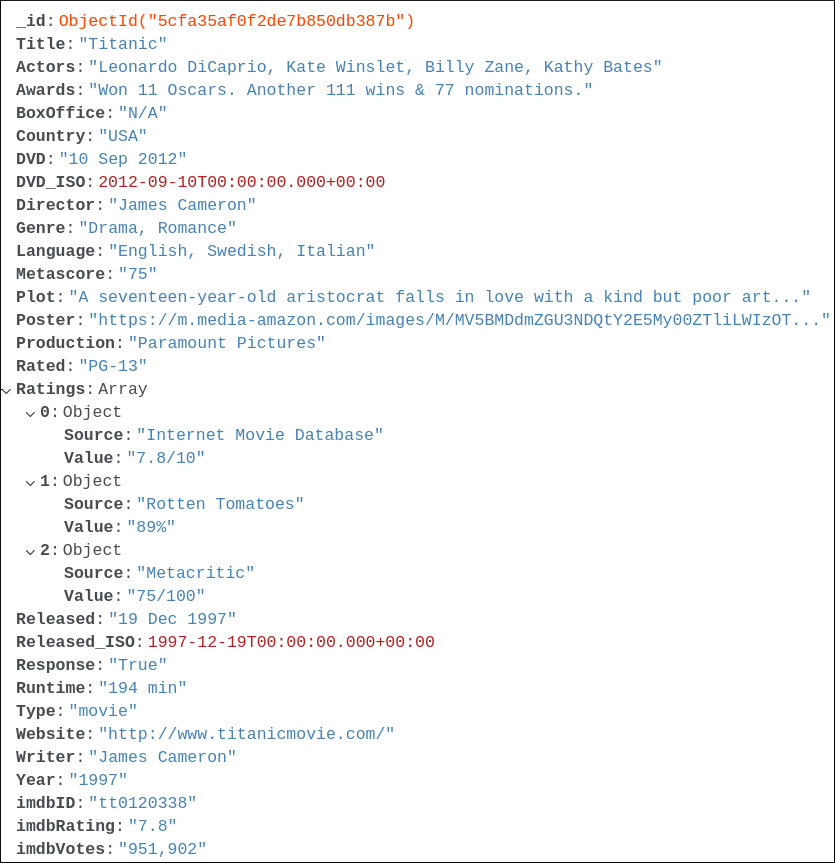 _id: ObjectId("5cfa35af0f2de7b850db387b")
Title: "Titanic"
Actors: "Leonardo DiCaprio, Kate Winslet, Billy Zane, Kathy Bates"
Awards: "Won 11 Oscars. Another 111 wins & 77 nominations."
BoxOffice: "N/A"
Country: "USA"
DVD: "10 Sep 2012"
DVD_ISO: 2012-09-10T00:00:00.000+00:00
Director: "James Cameron"
Genre: "Drama, Romance"
Language: "English, Swedish, Italian"
Metascore: "75"
Plot: "A seventeen-year-old aristocrat falls in love with a kind but poor art..."
Poster: "https://m.media-amazon.com/images/M/MV5BMDdmZGU3NDQtY2E5My00ZTliLWIzOT..."
Production: "Paramount Pictures"
Rated: "PG-13"
Ratings: Array
0: Object
Source: "Internet Movie Database"
Value: "7.8/10"
1: Object
Source: "Rotten Tomatoes"
Value: "89%"
2: Object
Source: "Metacritic"
Value: "75/100"
Released: "19 Dec 1997"
Released_ISO: 1997-12-19T00:00:00.000+00:00
Response: "True"
Runtime: "194 min"
Type: "movie"
Website: "http://www.titanicmovie.com/"
Writer: "James Cameron"
Year: "1997"
imdbID: "tt0120338"
imdbRating: "7.8"
imdbVotes: "951,902"